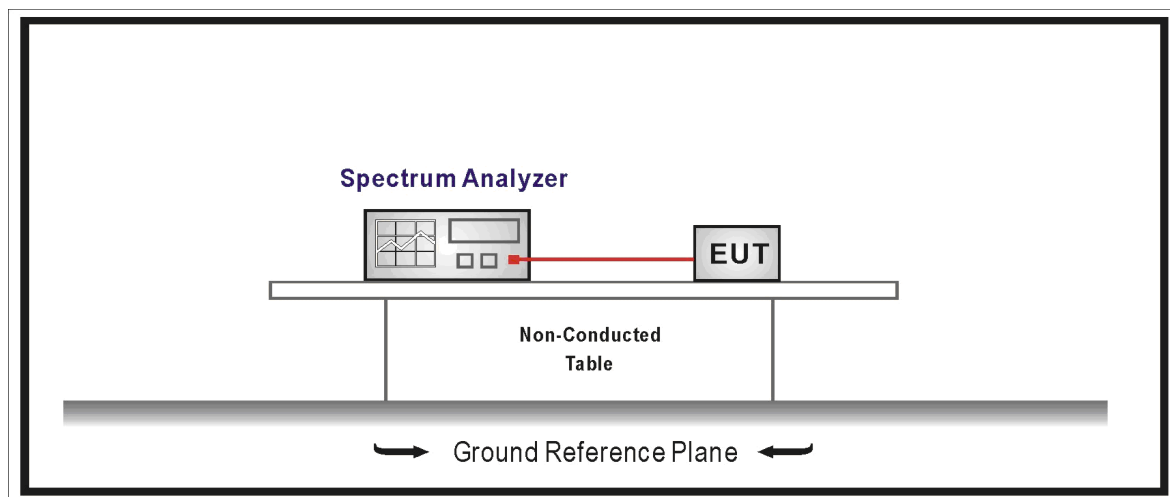 Spectrum Analyzer
EUT
Non-Conducted
Table
Ground Reference Plane